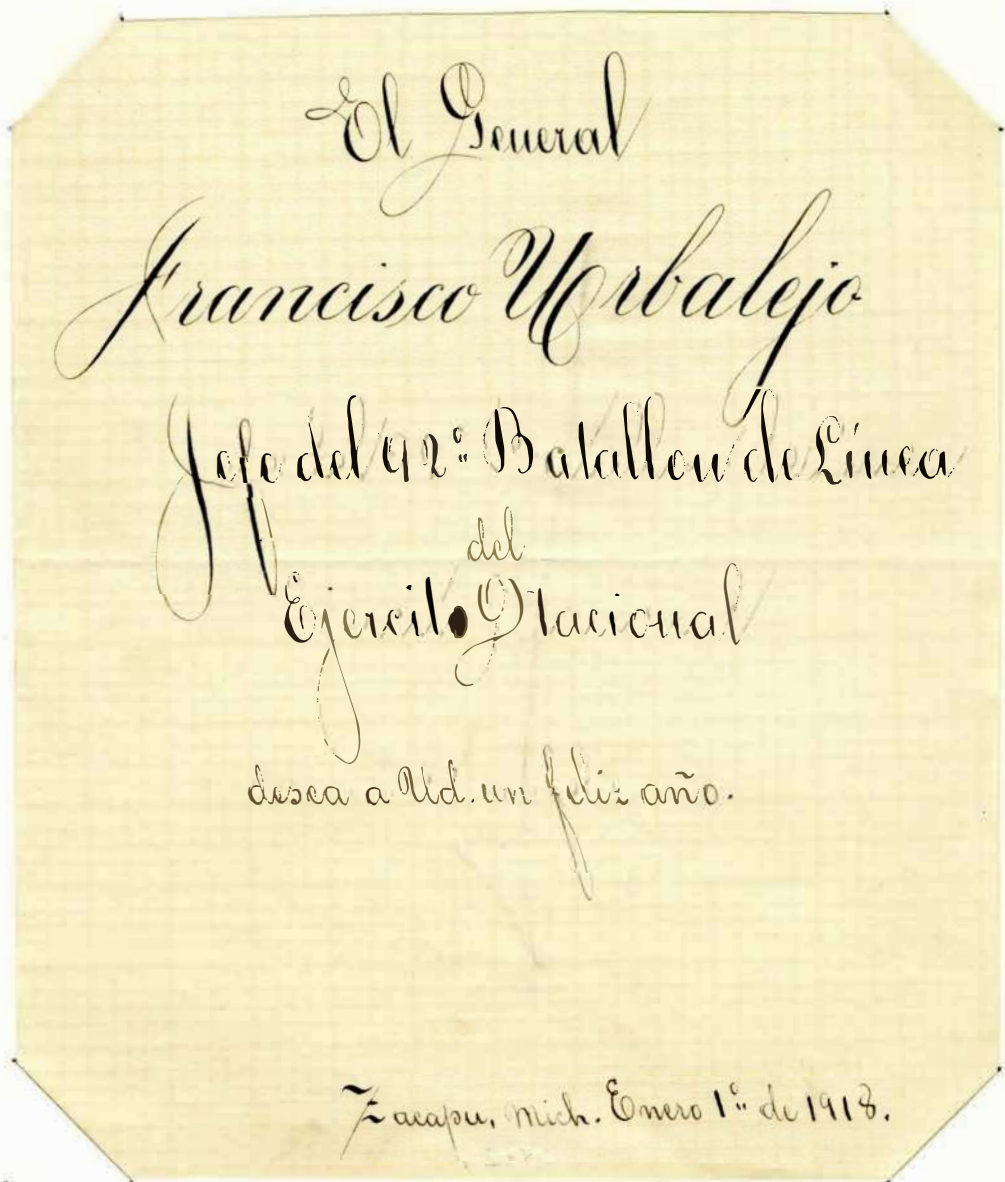 El General
Francisco Urbalejo
Jefe del 42º Batallon de Línea
del
Ejercito Nacional
desea a Ud. un feliz año.
Zacapu, Mich. Enero 1º de 1918.